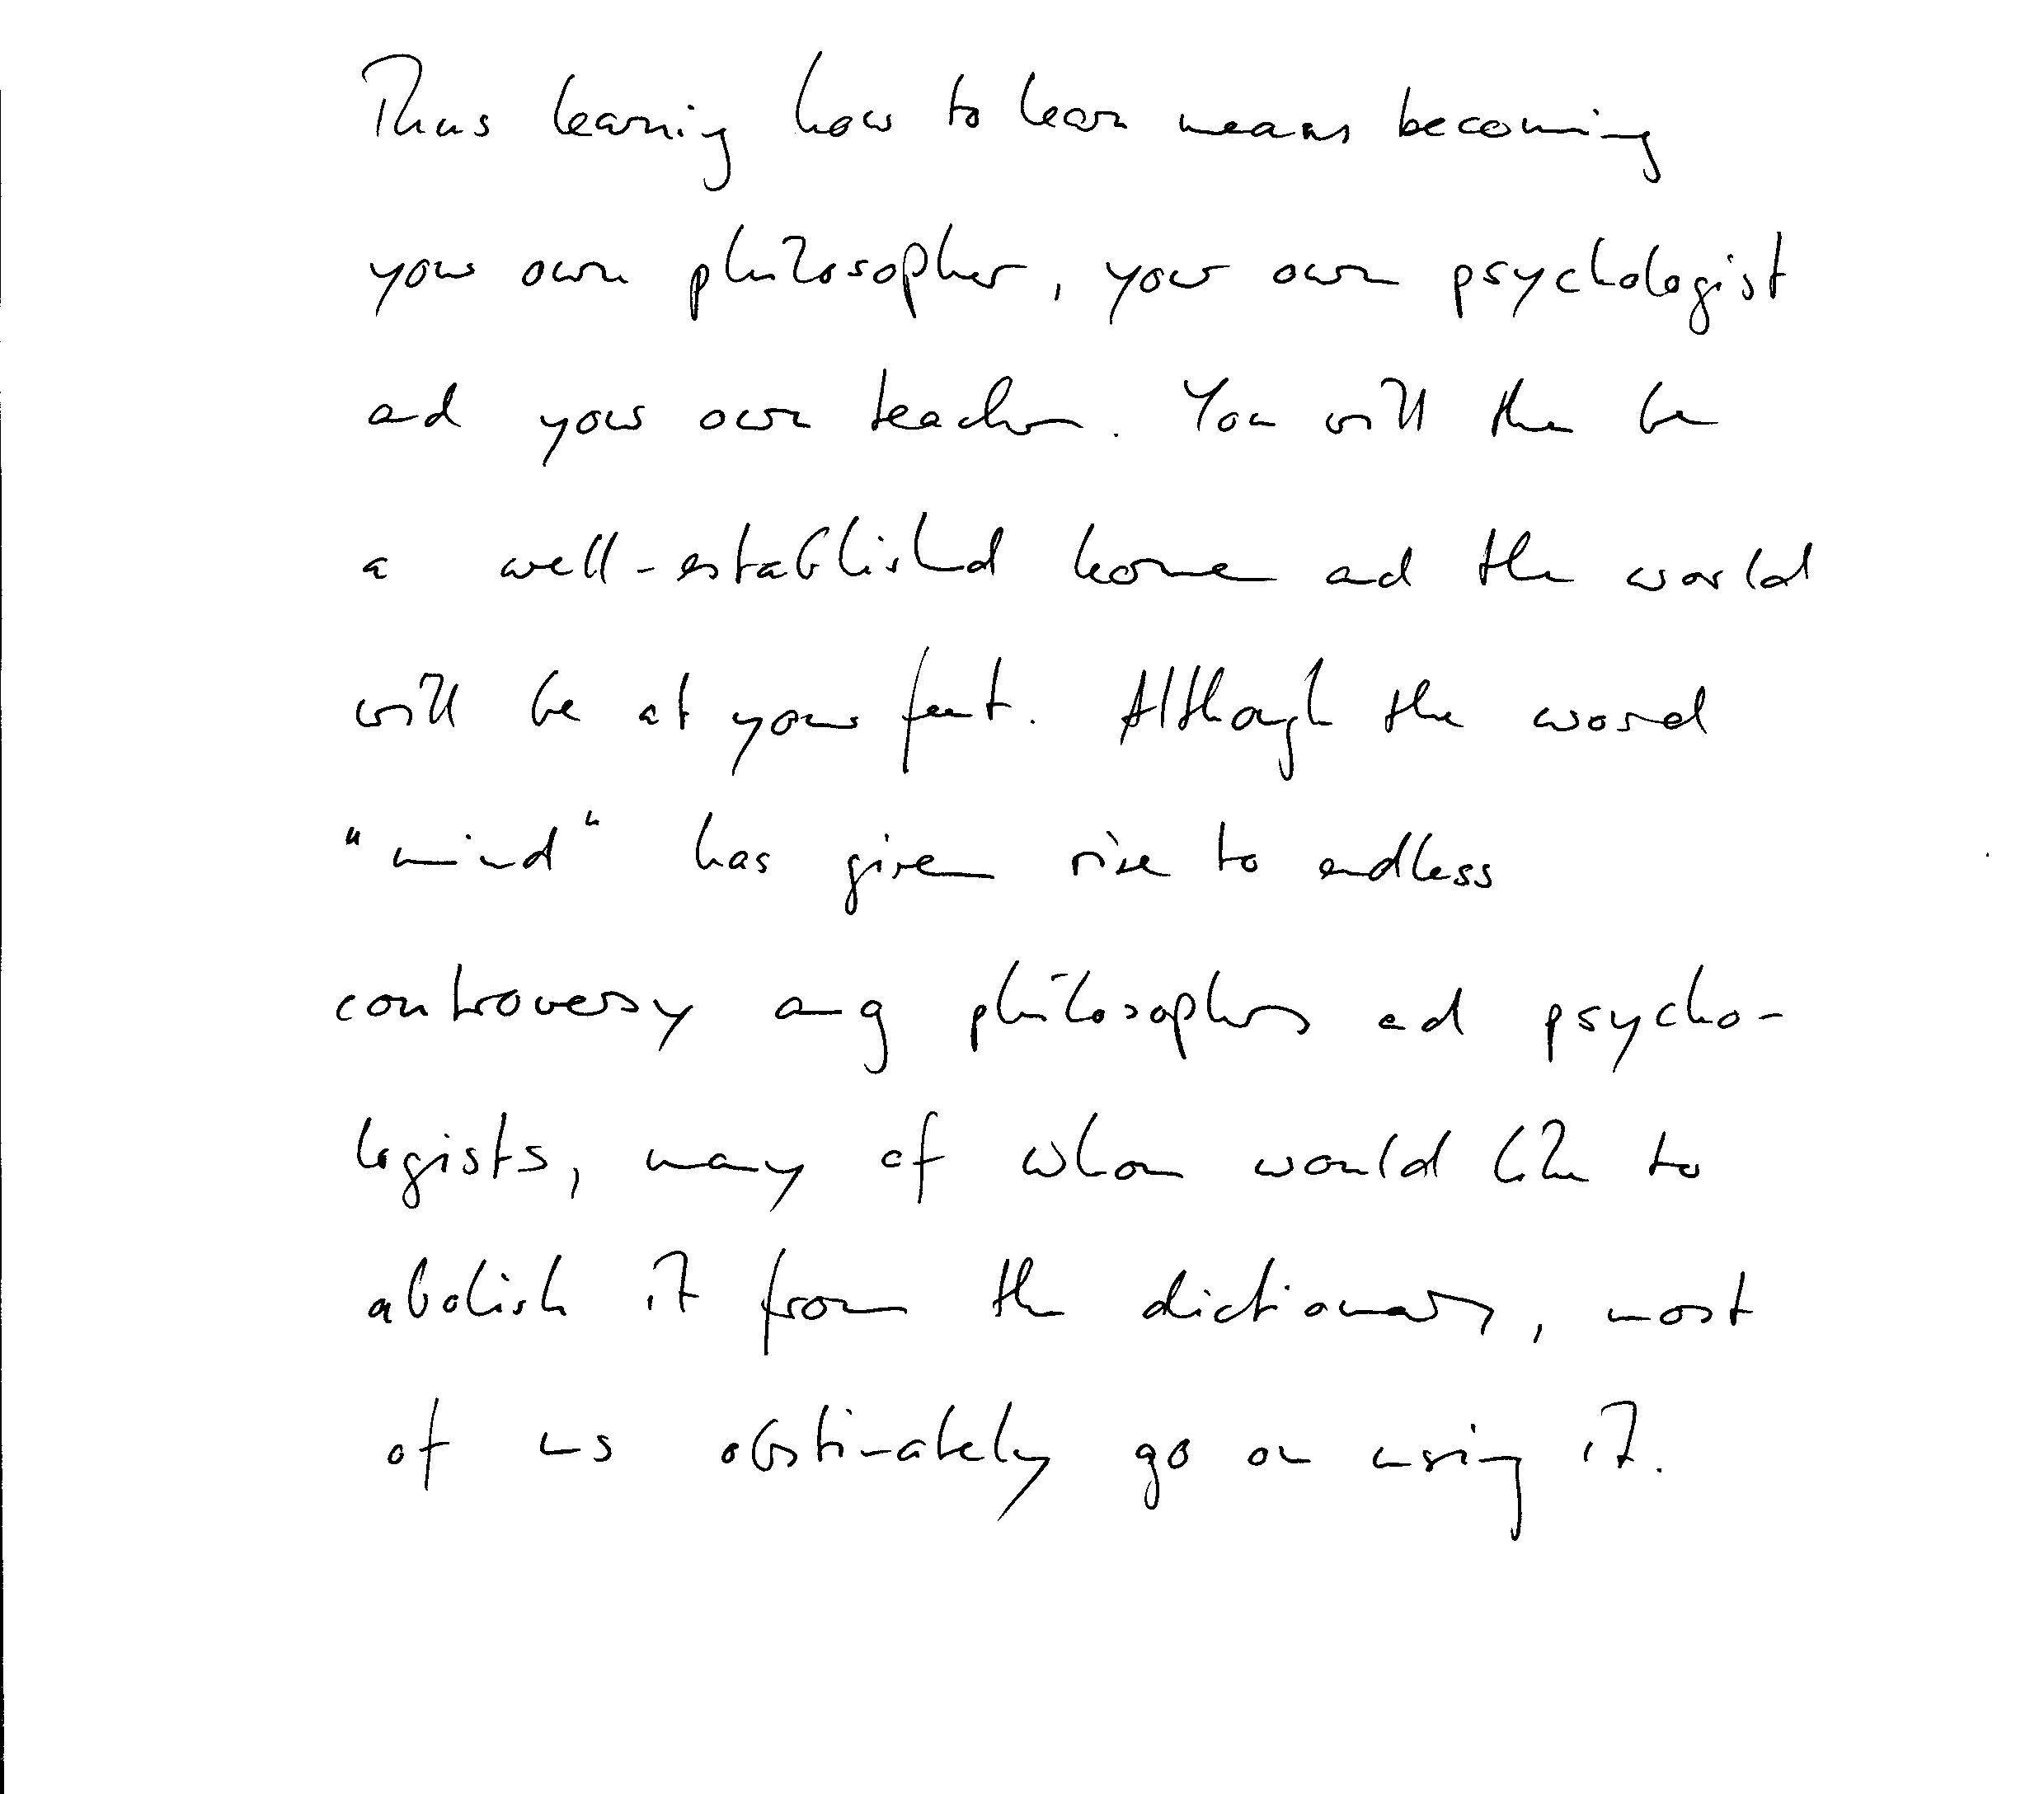 Thus learning how to learn means becoming
your own philosopher, your own psychologist
and your own teacher. You will then be
a well-established home and the world
will be at your feet. Although the word
"mind" has given rise to endless
controversy among philosophers and psycho-
logists, many of whom would like to
abolish it from the dictionary, most
of us obstinately go on using it.